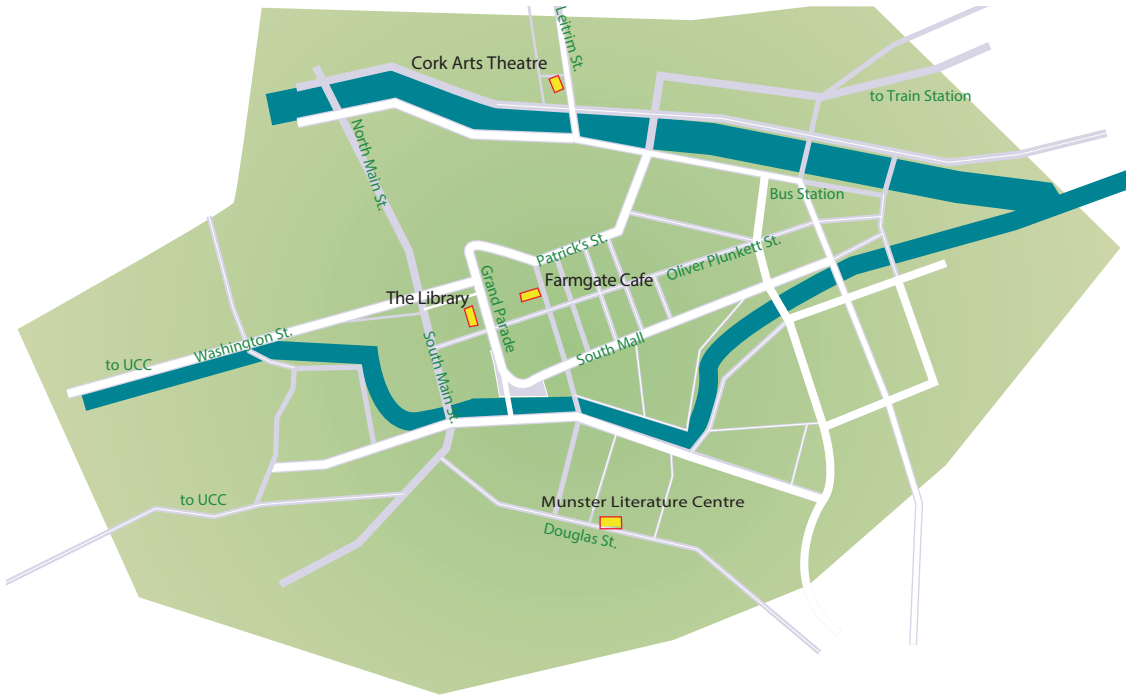 Leitrim St.
Cork Arts Theatre
to Train Station
North Main St.
Bus Station
Patrick's St.
Oliver Plunkett St.
Grand Parade
Farmgate Cafe
The Library
Washington St.
South Main St.
South Mall
to UCC
to UCC
Munster Literature Centre
Douglas St.